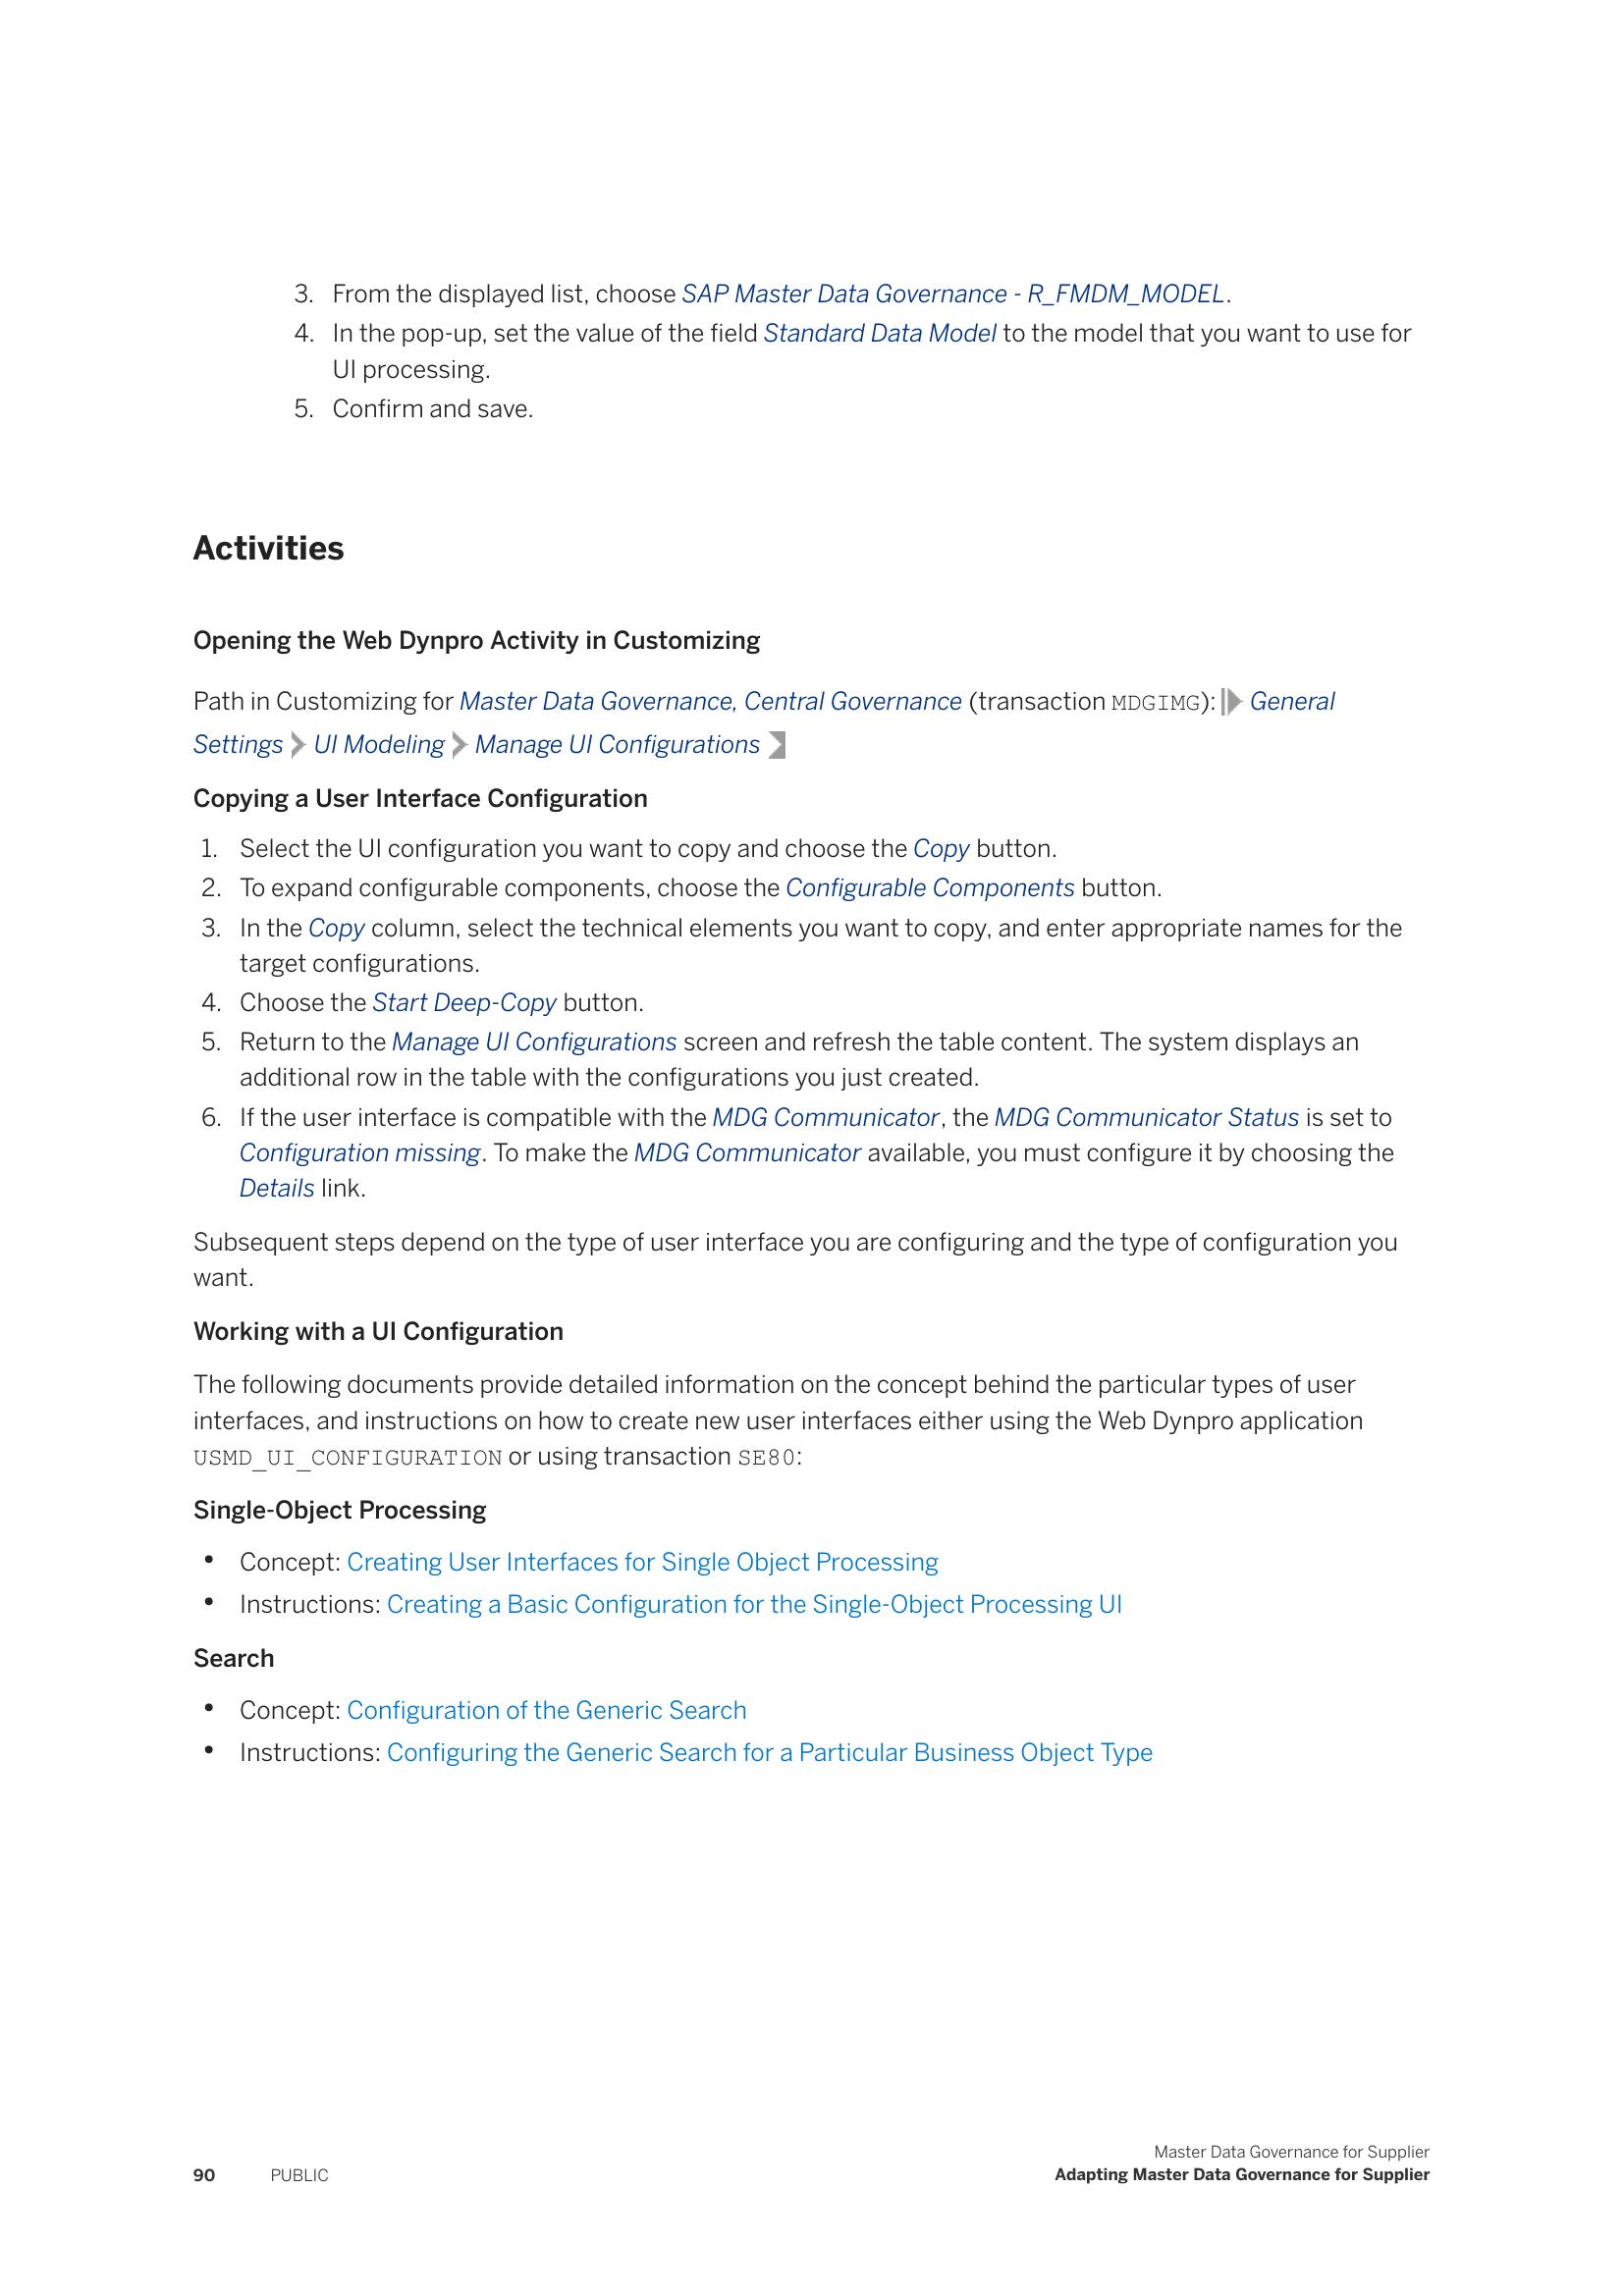 3. From the displayed list, choose SAP Master Data Governance - R_FMDM_MODEL.
4. In the pop-up, set the value of the field Standard Data Model to the model that you want to use for
UI processing.
5. Confirm and save.
Activities
Opening the Web Dynpro Activity in Customizing
Path in Customizing for Master Data Governance, Central Governance (transaction MDGIMG): General
Settings UI Modeling Manage UI Configurations
Copying a User Interface Configuration
1. Select the UI configuration you want to copy and choose the Copy button.
2. To expand configurable components, choose the Configurable Components button.
3. In the Copy column, select the technical elements you want to copy, and enter appropriate names for the
target configurations.
4. Choose the Start Deep-Copy button.
5. Return to the Manage UI Configurations screen and refresh the table content. The system displays an
additional row in the table with the configurations you just created.
6. If the user interface is compatible with the MDG Communicator, the MDG Communicator Status is set to
Configuration missing. To make the MDG Communicator available, you must configure it by choosing the
Details link.
Subsequent steps depend on the type of user interface you are configuring and the type of configuration you
want.
Working with a UI Configuration
The following documents provide detailed information on the concept behind the particular types of user
interfaces, and instructions on how to create new user interfaces either using the Web Dynpro application
USMD_UI_CONFIGURATION or using transaction SE80:
Single-Object Processing
• Concept: Creating User Interfaces for Single Object Processing
• Instructions: Creating a Basic Configuration for the Single-Object Processing UI
Search
• Concept: Configuration of the Generic Search
• Instructions: Configuring the Generic Search for a Particular Business Object Type
Master Data Governance for Supplier
90 PUBLIC Adapting Master Data Governance for Supplier